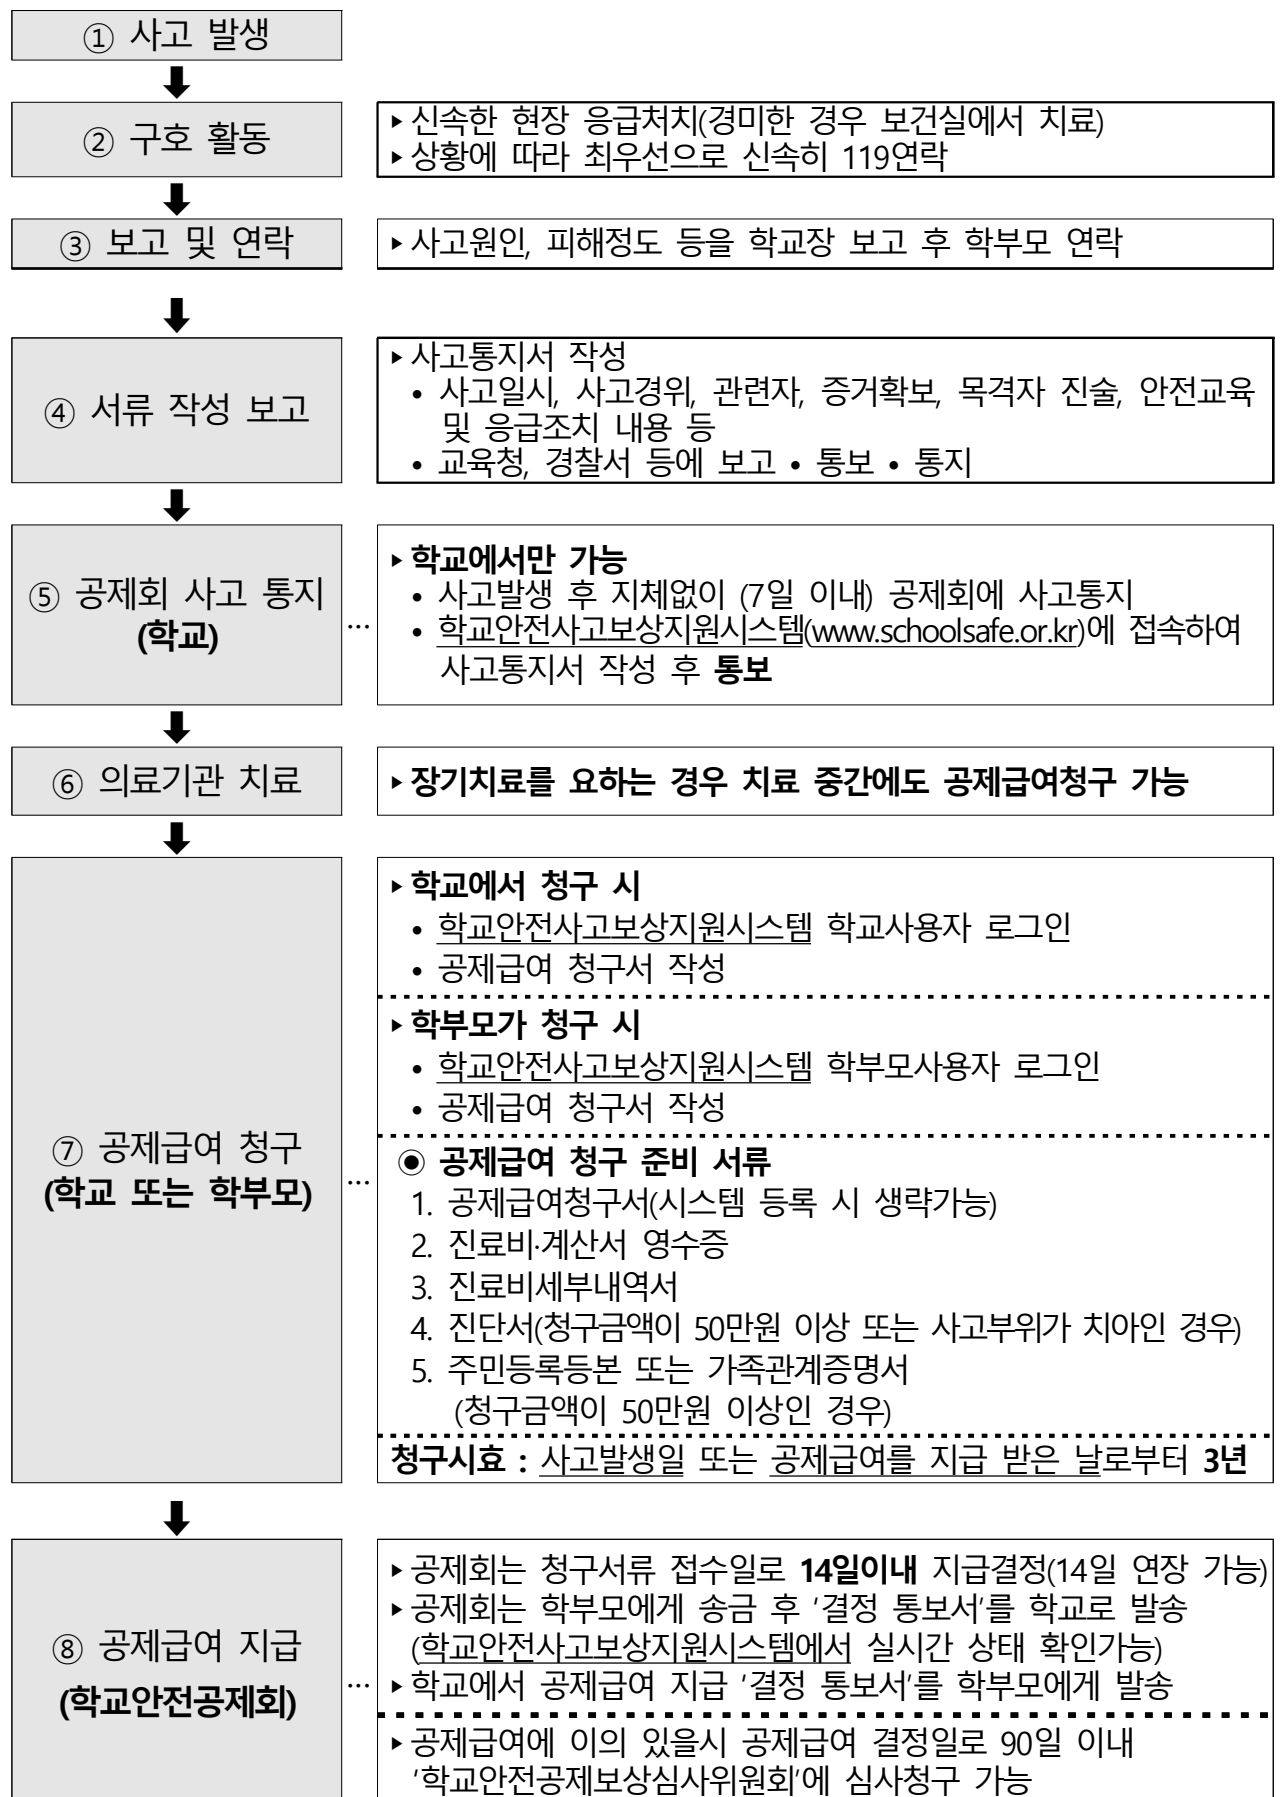 ① 사고 발생
② 구호 활동
▸신속한 현장 응급처치(경미한 경우 보건실에서 치료)
▸상황에 따라 최우선으로 신속히 119연락
③ 보고 및 연락
▸사고원인, 피해정도 등을 학교장 보고 후 학부모 연락
④ 서류 작성 보고
▸사고통지서 작성
• 사고일시, 사고경위, 관련자, 증거확보, 목격자 진술, 안전교육
및 응급조치 내용 등
• 교육청, 경찰서 등에 보고 • 통보 • 통지
⑤ 공제회 사고 통지
(학교)
…
▸학교에서만 가능
• 사고발생 후 지체없이 (7일 이내) 공제회에 사고통지
• 학교안전사고보상지원시스템(www.schoolsafe.or.kr)에 접속하여
사고통지서 작성 후 통보
⑥ 의료기관 치료
▸장기치료를 요하는 경우 치료 중간에도 공제급여청구 가능
⑦ 공제급여 청구
(학교 또는 학부모)
…
▸학교에서 청구 시
• 학교안전사고보상지원시스템 학교사용자 로그인
• 공제급여 청구서 작성
▸학부모가 청구 시
• 학교안전사고보상지원시스템 학부모사용자 로그인
• 공제급여 청구서 작성
◉ 공제급여 청구 준비 서류
1. 공제급여청구서(시스템 등록 시 생략가능)
2. 진료비·계산서 영수증
3. 진료비세부내역서
4. 진단서(청구금액이 50만원 이상 또는 사고부위가 치아인 경우)
5. 주민등록등본 또는 가족관계증명서
(청구금액이 50만원 이상인 경우)
청구시효 : 사고발생일 또는 공제급여를 지급 받은 날로부터 3년
⑧ 공제급여 지급
(학교안전공제회)
…
▸공제회는 청구서류 접수일로 14일이내 지급결정(14일 연장 가능)
▸공제회는 학부모에게 송금 후 '결정 통보서'를 학교로 발송
(학교안전사고보상지원시스템에서 실시간 상태 확인가능)
▸학교에서 공제급여 지급 '결정 통보서'를 학부모에게 발송
▸공제급여에 이의 있을시 공제급여 결정일로 90일 이내
'학교안전공제보상심사위원회'에 심사청구 가능